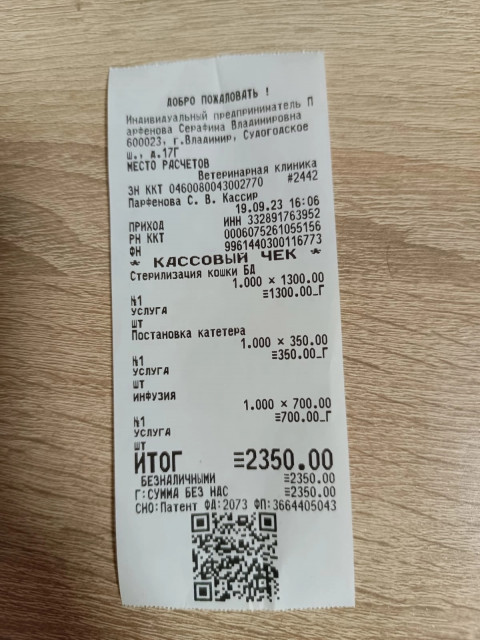 ДОБРО ПОЖАЛОВАТЬ !
Индивидуальный предприниматель П
арфенова Серафина Владимировна
600023, г.Владимир, Судогодское
ш., д.17Г
МЕСТО РАСЧЕТОВ
Ветеринарная клиника
ЗН ККТ 0460080043002770 #2442
Парфенова С. В. Кассир
19.09.23 16:06
ПРИХОД ИНН 332891763952
РН ККТ 0006075261055156
ФН 9961440300116773
* КАССОВЫЙ ЧЕК *
Стерилизация кошки БД
1.000 × 1300.00
≡1300.00_Г
№1
УСЛУГА
ШТ
Постановка катетера
1.000 × 350.00
≡350.00_Г
№1
УСЛУГА
ШТ
ИНФУЗИЯ
1.000 × 700.00
≡700.00_Г
№1
УСЛУГА
ШТ
ИТОГ ≡2350.00
БЕЗНАЛИЧНЫМИ ≡2350.00
Г:СУММА БЕЗ НДС ≡2350.00
СНО:Патент ФД:2073 ФП:3664405043